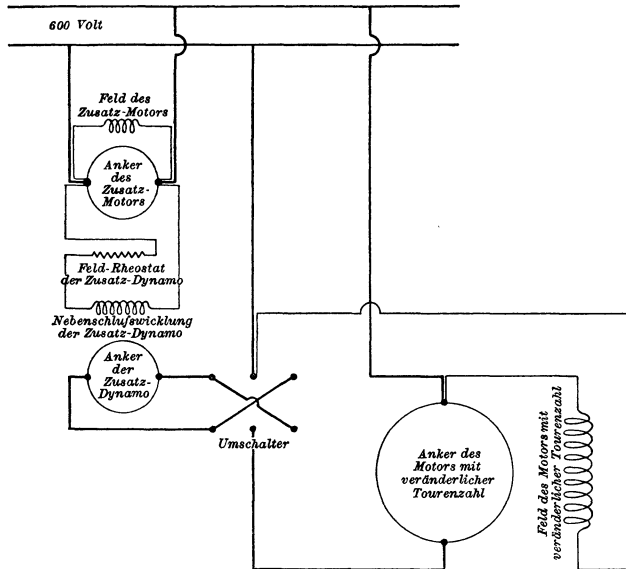 600 Volt
Feld des
Zusatz-Motors
Anker
des
Zusatz-
Motors
Feld-Rheostat
der Zusatz-Dynamo
Nebenschlußwicklung
der Zusatz-Dynamo
Anker
der
Zusatz-
Dynamo
Umschalter
Anker des
Motors mit
veränderlicher
Tourenzahl
Feld des Motors mit
veränderlicher Tourenzahl